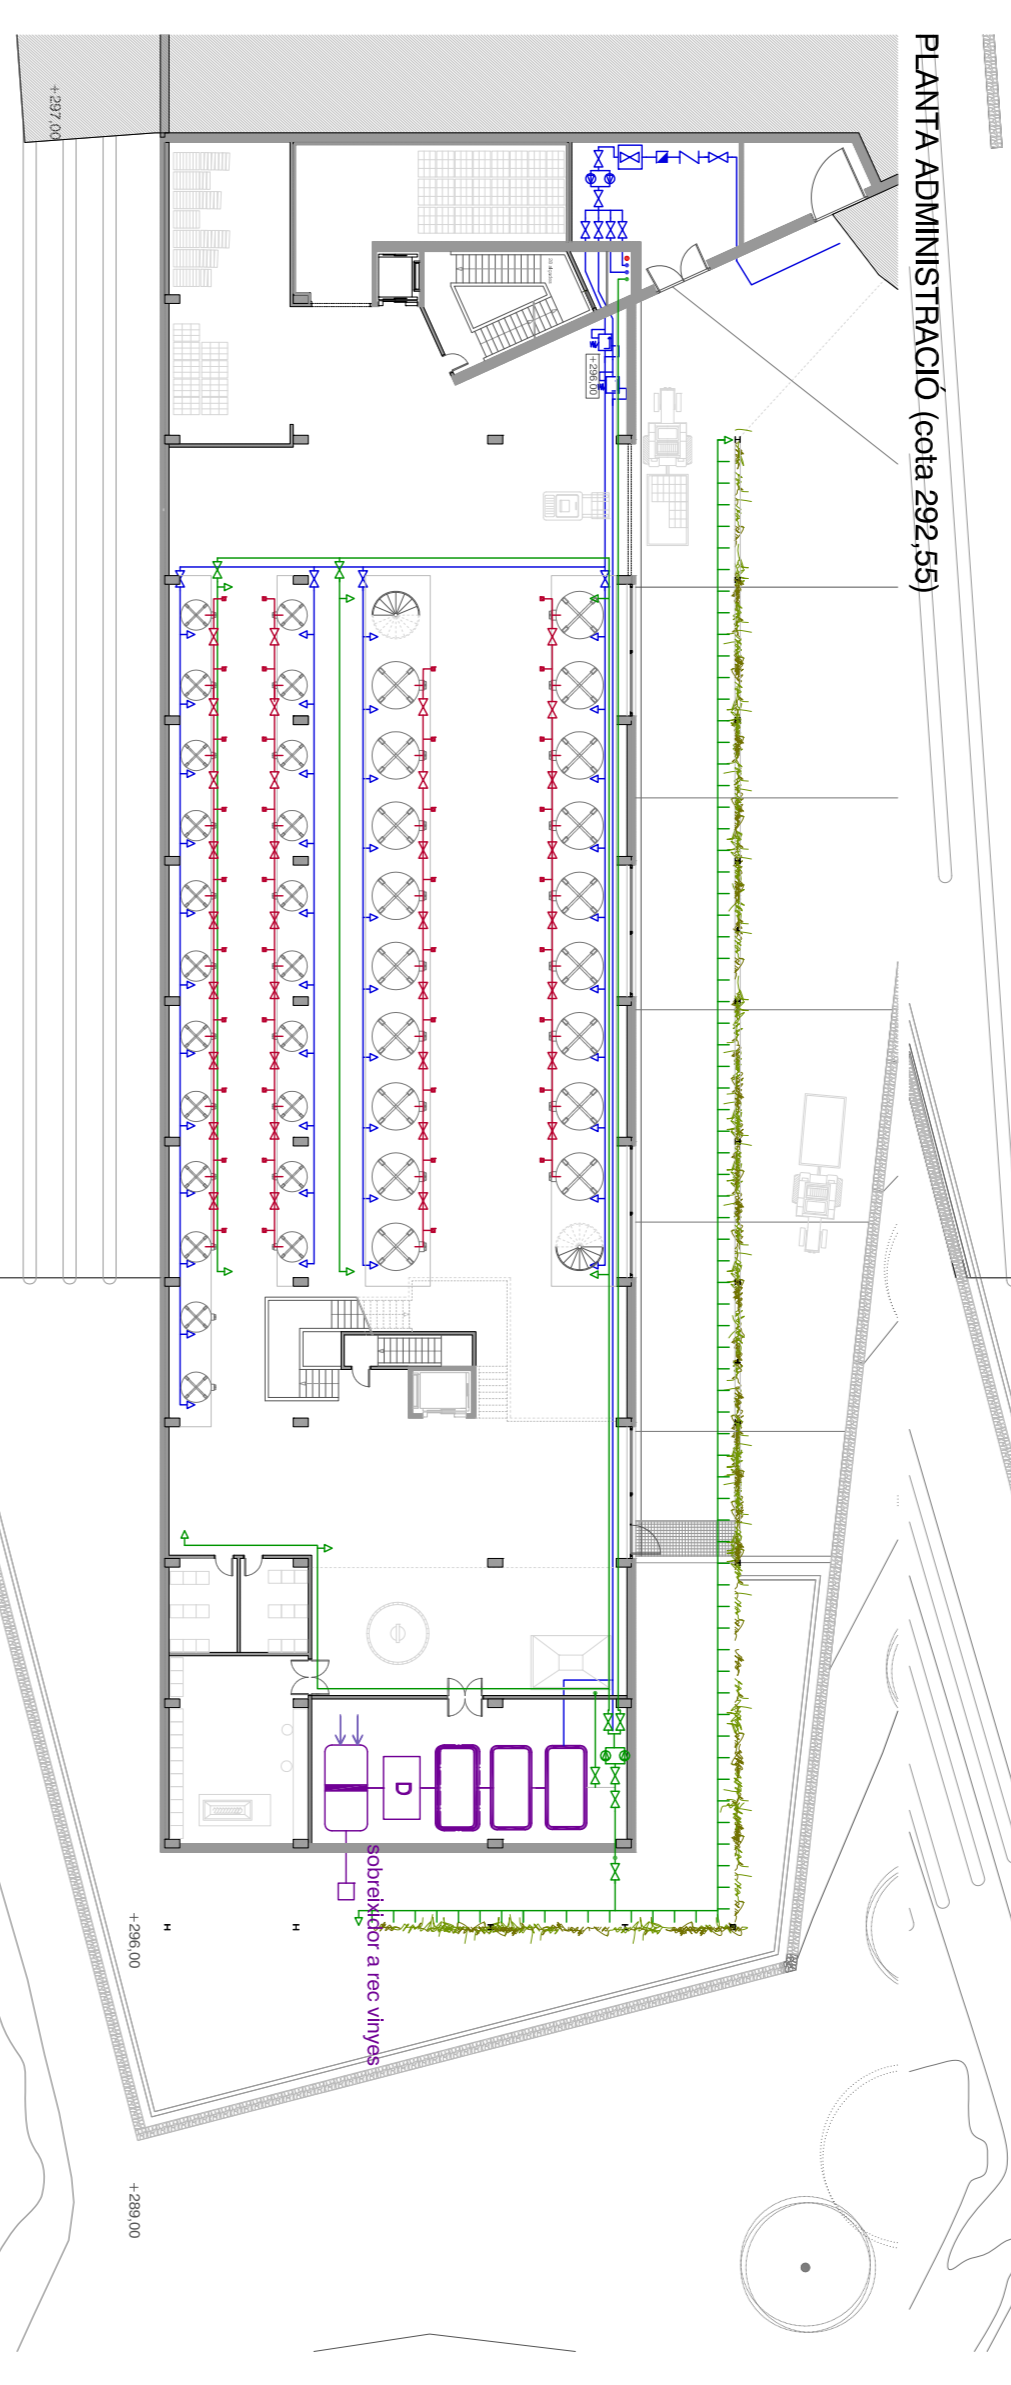 PLANTA ADMINISTRACIÓ (cota 292,55)
+297,00
+296,00
D
sobreixidor a rec vinyes
+296,00
+289,00